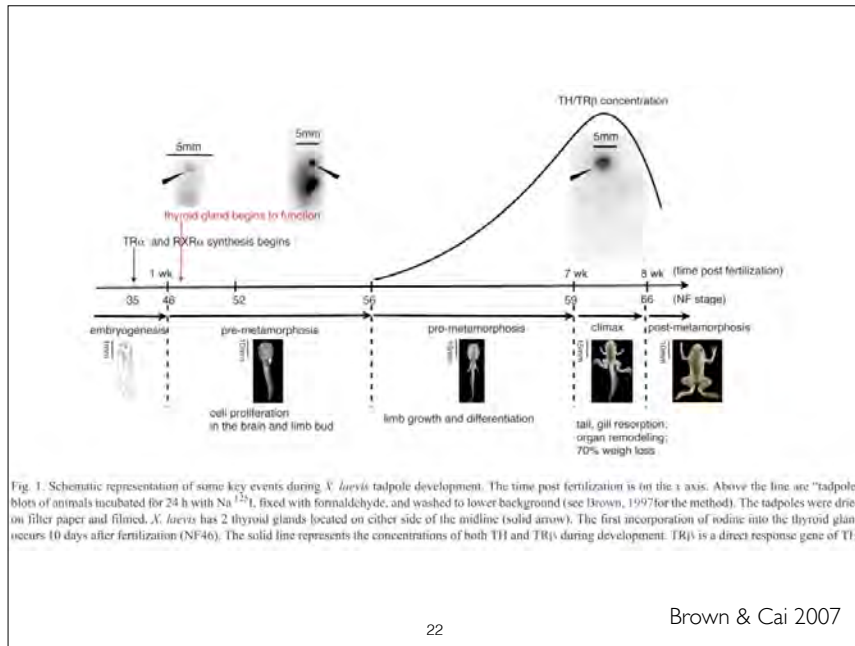 TH/TRβ concentration
5mm
5mm
5mm
thyroid gland begins to function
TRα and RXRα synthesis begins
1 wk
7 wk
8 wk
(time post fertilization)
35
46
52
56
59
66
(NF stage)
embryogenesis
pre-metamorphosis
pro-metamorphosis
climax
post-metamorphosis
cell proliferation
in the brain and limb bud
limb growth and differentiation
tail, gill resorption;
organ remodeling;
70% weigh loss
Fig. 1. Schematic representation of some key events during X. laevis tadpole development. The time post fertilization is on the x axis. Above the line are "tadpole
blots of animals incubated for 24 h with Na 125I, fixed with formaldehyde, and washed to lower background (see Brown, 1997for the method). The tadpoles were drie
on filter paper and filmed. X. laevis has 2 thyroid glands located on either side of the midline (solid arrow). The first incorporation of iodine into the thyroid glan
occurs 10 days after fertilization (NF46). The solid line represents the concentrations of both TH and TRβ during development. TRβ is a direct response gene of TH
22
Brown & Cai 2007